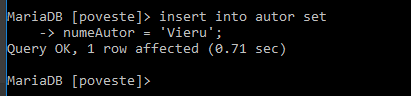 MariaDB [poveste]> insert into autor set
-> numeAutor = 'Vieru';
Query OK, 1 row affected (0.71 sec)
MariaDB [poveste]>